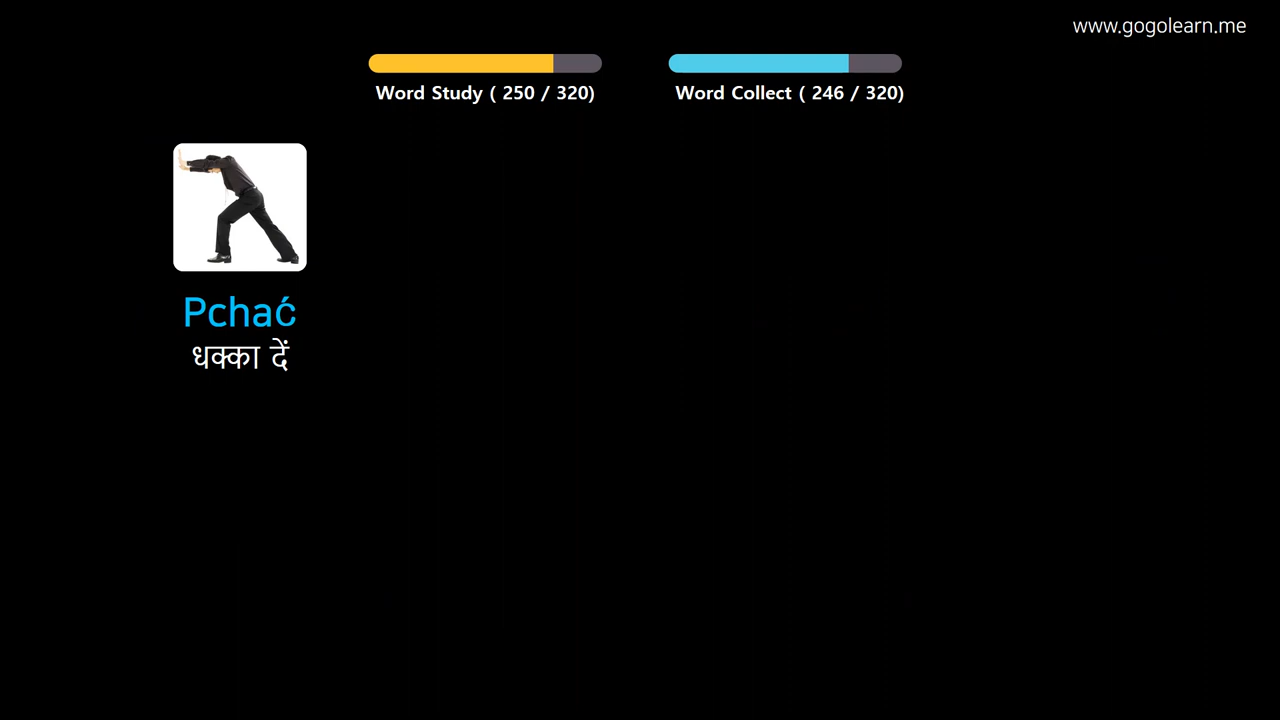 www.gogolearn.me
Word Study ( 250 / 320)
Word Collect ( 246 / 320)
Pchać
धक्का दें